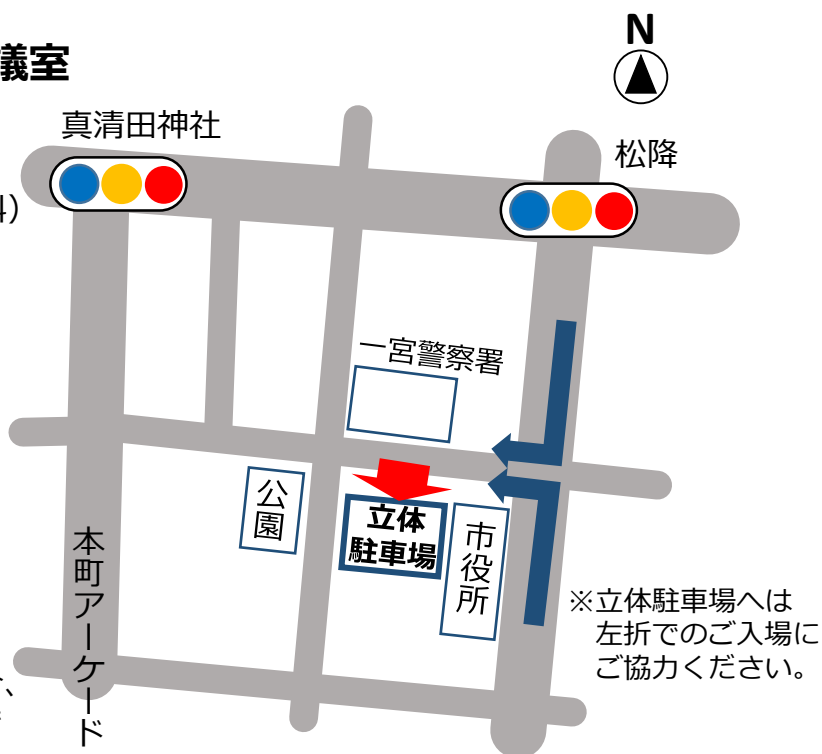 議室
N
真清田神社
松降
)
一宮警察署
公園
立体
駐車場
市役所
本町アーケード
※立体駐車場へは
左折でのご入場に
ご協力ください。
、